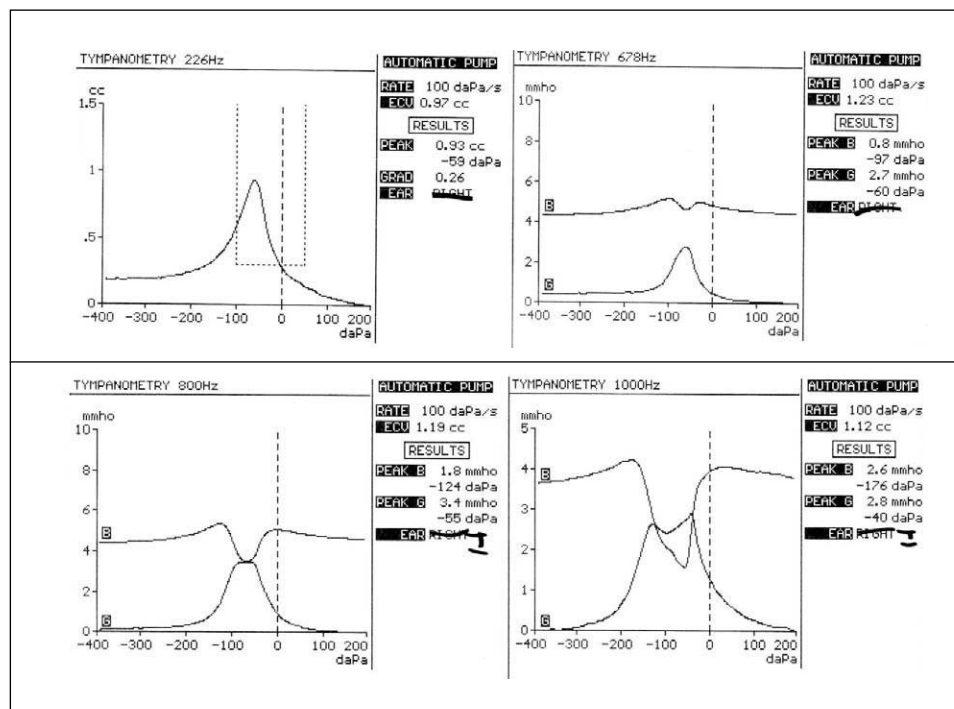 TYMPANOMETRY 226Hz
AUTOMATIC PUMP
RATE 100 daPa/s
ECV 0.97 cc
RESULTS
PEAK 0.93 cc
-59 daPa
GRAD 0.26
EAR RIGHT
cc
1.5
1
.5
0
-400 -300 -200 -100 0 100 200
daPa
TYMPANOMETRY 678Hz
AUTOMATIC PUMP
RATE 100 daPa/s
ECV 1.23 cc
RESULTS
PEAK B 0.8 mmho
-97 daPa
PEAK G 2.7 mmho
-60 daPa
EAR RIGHT
mmho
10
8
6
4
2
0
B
G
-400 -300 -200 -100 0 100 200
daPa
TYMPANOMETRY 800Hz
AUTOMATIC PUMP
RATE 100 daPa/s
ECV 1.19 cc
RESULTS
PEAK B 1.8 mmho
-124 daPa
PEAK G 3.4 mmho
-55 daPa
EAR RIGHT I
mmho
10
8
6
4
2
0
B
G
-400 -300 -200 -100 0 100 200
daPa
TYMPANOMETRY 1000Hz
AUTOMATIC PUMP
RATE 100 daPa/s
ECV 1.12 cc
RESULTS
PEAK B 2.6 mmho
-176 daPa
PEAK G 2.8 mmho
-40 daPa
EAR RIGHT I
mmho
5
4
3
2
1
0
B
G
-400 -300 -200 -100 0 100 200
daPa